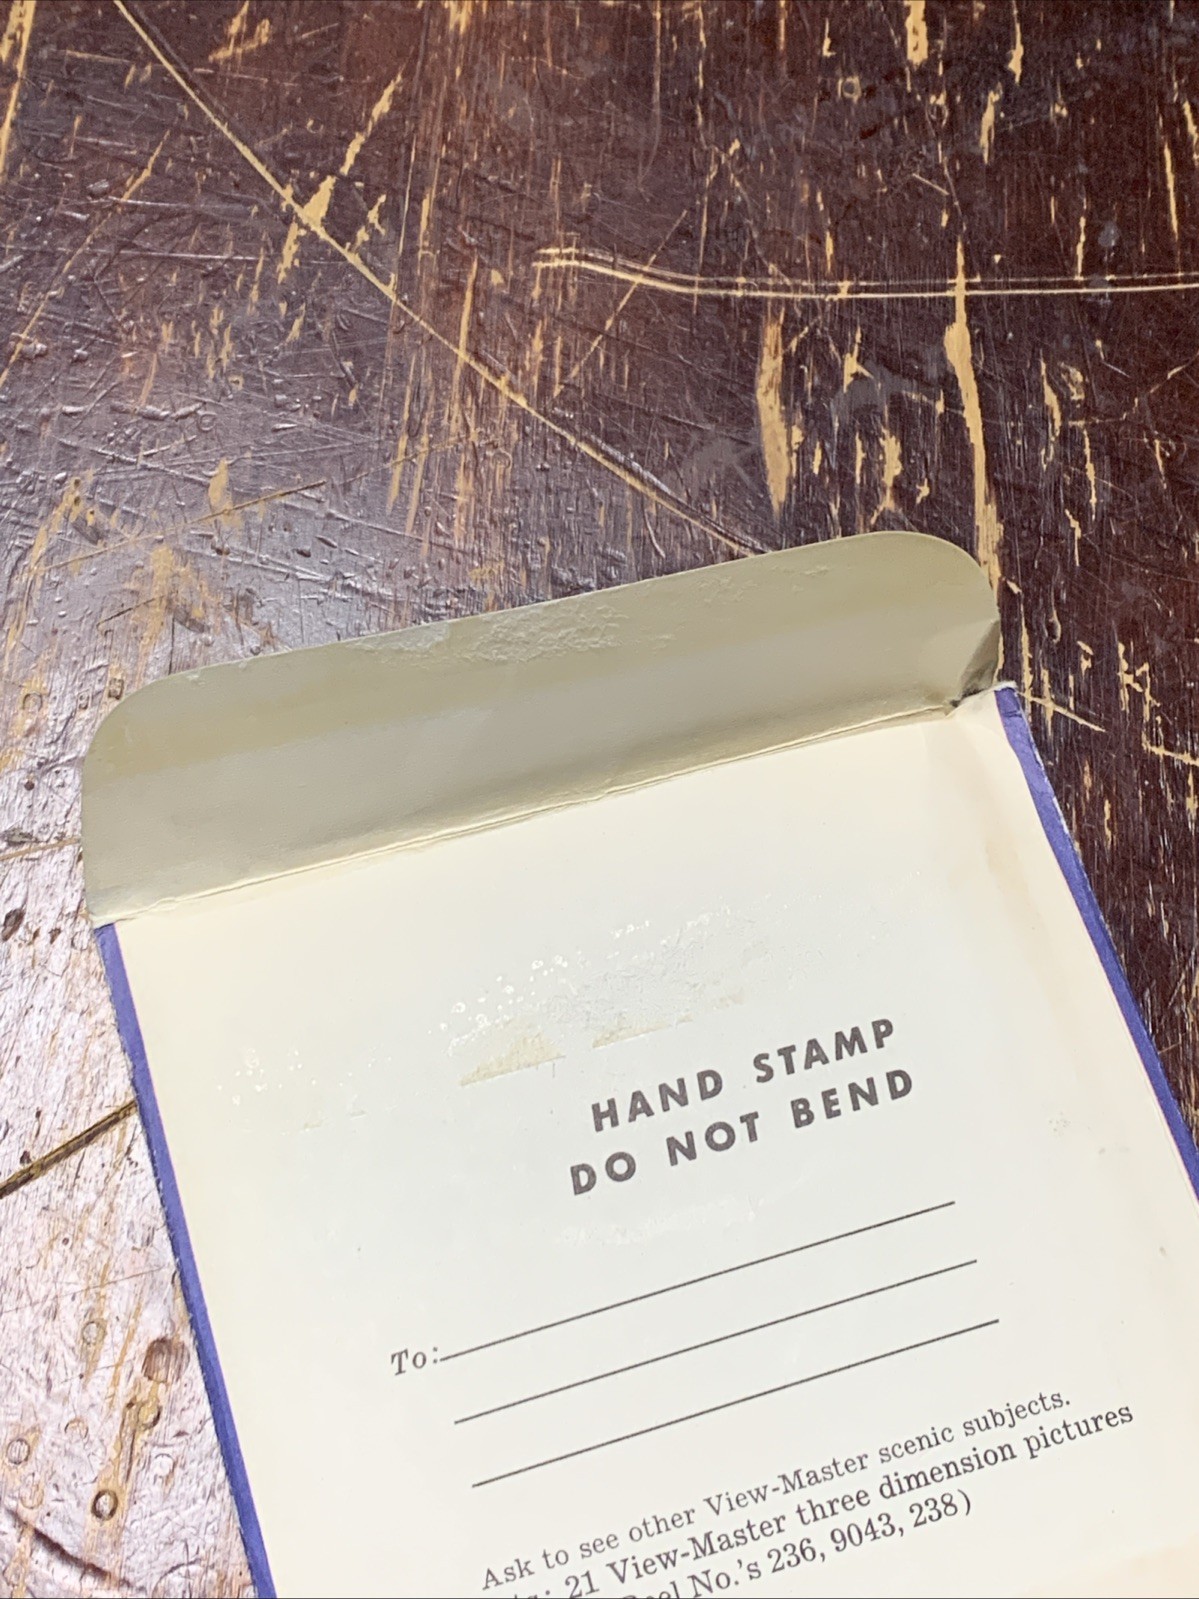 HAND STAMP
DO NOT BEND
To:
Ask to see other View-Master scenic subjects.
21 View-Master three dimension pictures
No.'s 236, 9043, 238)